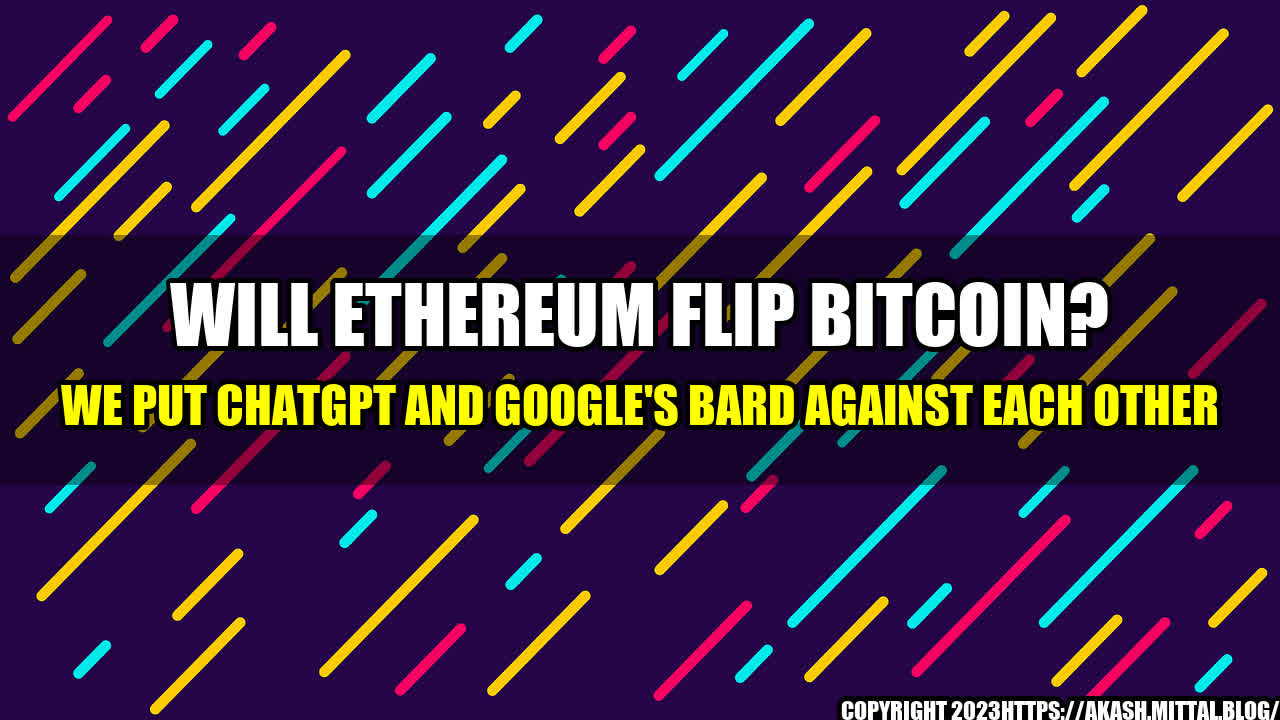 WILL ETHEREUM FLIP BITCOIN?
WE PUT CHATGPT AND GOOGLE'S BARD AGAINST EACH OTHER
COPYRIGHT 2023HTTPS://AKASH.MITTAL.BLOG/